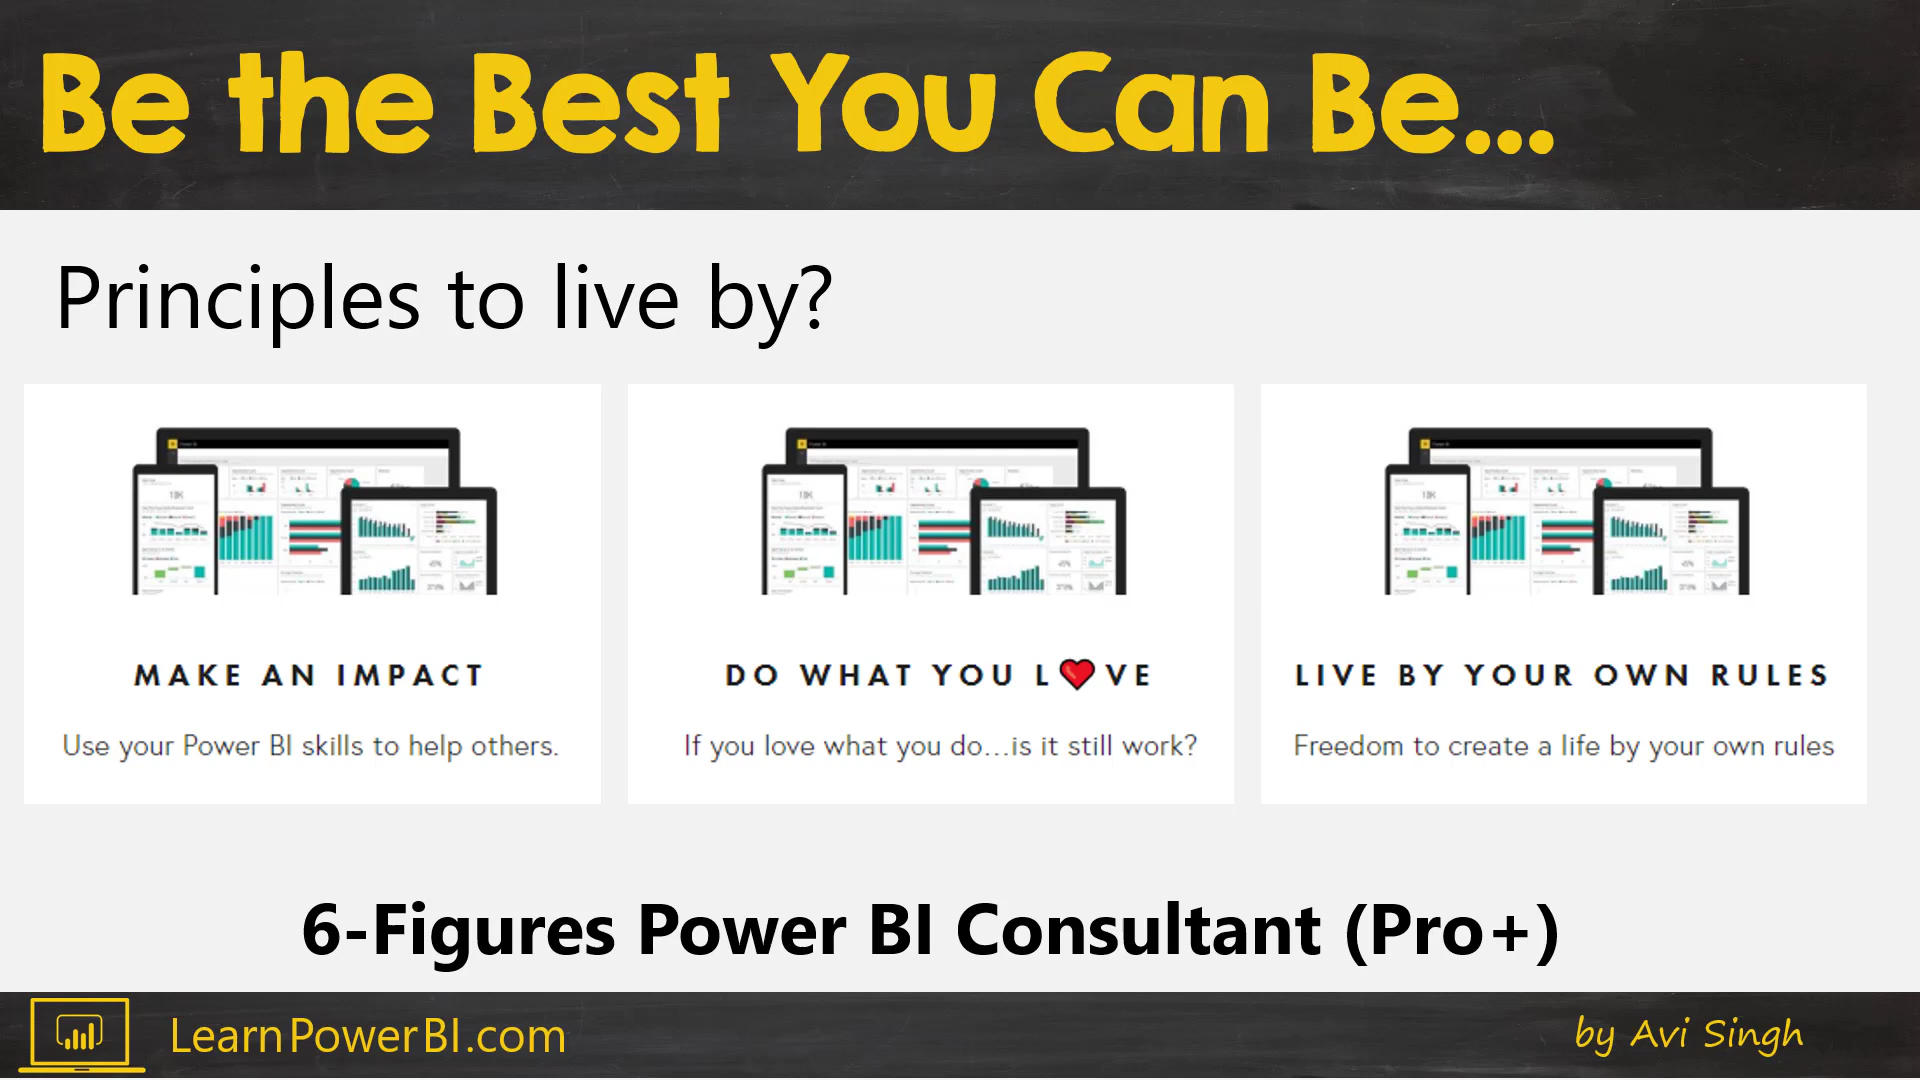 Be the Best You Can Be...
Principles to live by?
MAKE AN IMPACT
Use your Power BI skills to help others.
DO WHAT YOU L❤VE
If you love what you do...is it still work?
LIVE BY YOUR OWN RULES
Freedom to create a life by your own rules
6-Figures Power BI Consultant (Pro+)
LearnPowerBI.com
by Avi Singh